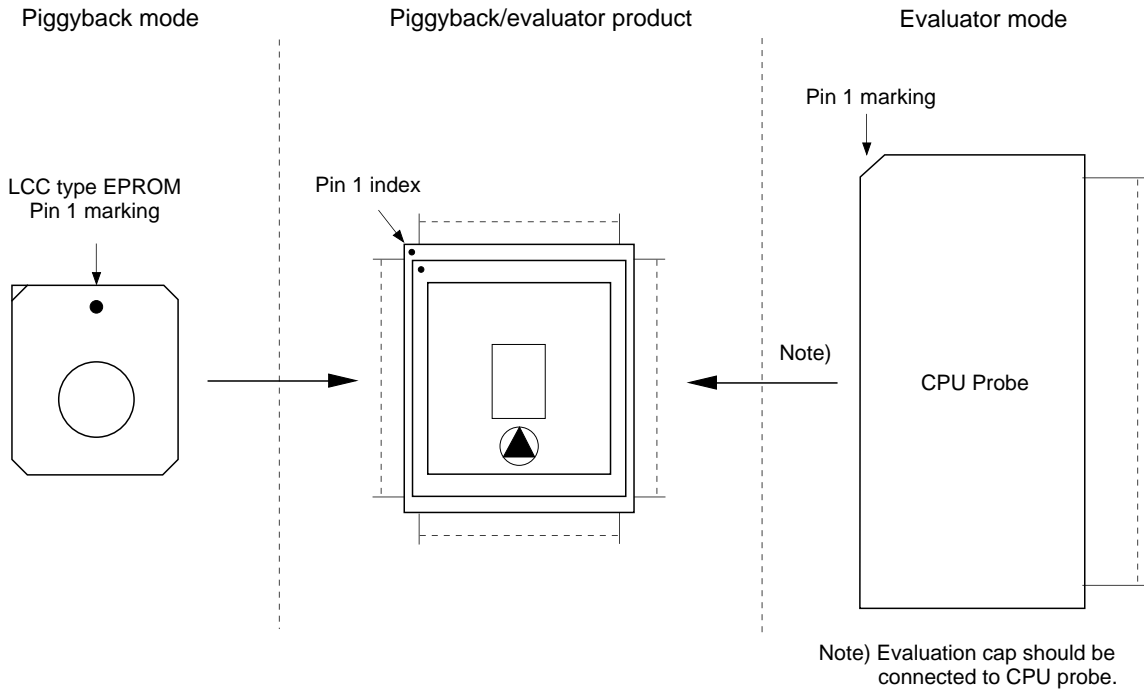 Piggyback mode
Piggyback/evaluator product
Evaluator mode
LCC type EPROM
Pin 1 marking
Pin 1 index
Pin 1 marking
Note)
CPU Probe
Note) Evaluation cap should be
connected to CPU probe.